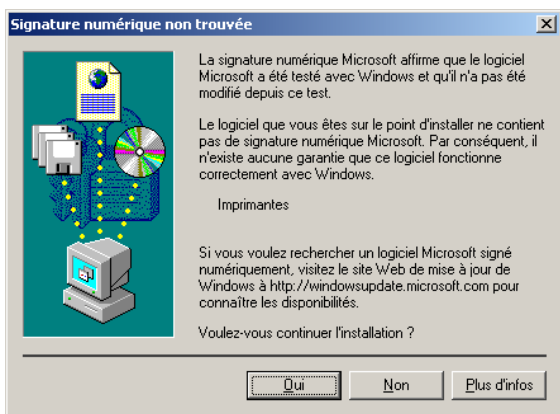 Signature numérique non trouvée
La signature numérique Microsoft affirme que le logiciel
Microsoft a été testé avec Windows et qu'il n'a pas été
modifié depuis ce test.
Le logiciel que vous êtes sur le point d'installer ne contient
pas de signature numérique Microsoft. Par conséquent, il
n'existe aucune garantie que ce logiciel fonctionne
correctement avec Windows.
Imprimantes
Si vous voulez rechercher un logiciel Microsoft signé
numériquement, visitez le site Web de mise à jour de
Windows à http://windowsupdate.microsoft.com pour
connaître les disponibilités.
Voulez-vous continuer l'installation ?
Oui Non Plus d'infos